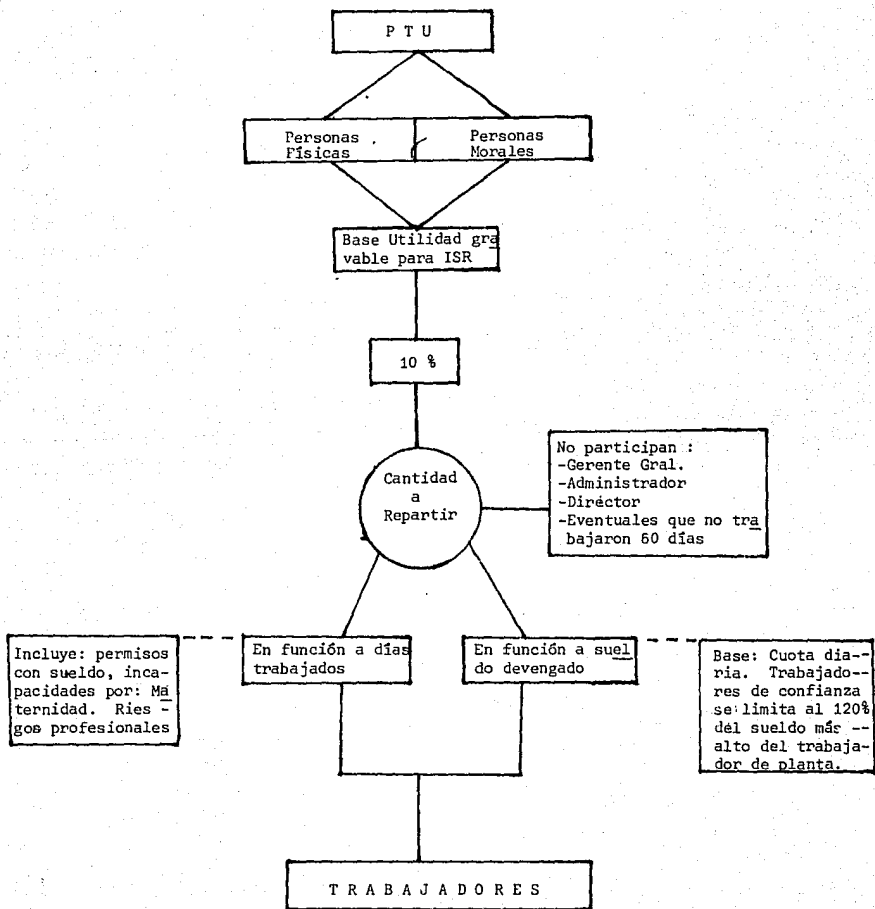 P T U
Personas
Físicas
Personas
Morales
Base Utilidad gra
vable para ISR
10 %
Cantidad
a
Repartir
No participan :
-Gerente Gral.
-Administrador
-Diréctor
-Eventuales que no tra
bajaron 60 días
Incluye: permisos
con sueldo, inca-
pacidades por: Ma
ternidad. Ries -
gos profesionales
En función a días
trabajados
En función a suel
do devengado
Base: Cuota dia--
ria. Trabajado--
res de confianza
se limita al 120%
del sueldo más --
alto del trabaja-
dor de planta.
T R A B A J A D O R E S